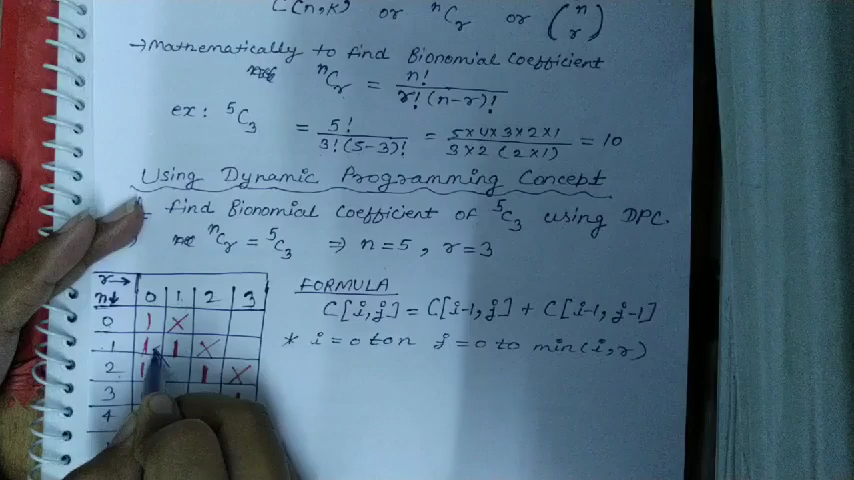 C(n,k) or ⁿCᵣ or (n r)
→Mathematically to find Bionomial Coefficient
ⁿCᵣ = n! / r!(n-r)!
ex: ⁵C₃ = 5! / 3!(5-3)! = 5×4×3×2×1 / 3×2(2×1) = 10
Using Dynamic Programming Concept
find Bionomial Coefficient of ⁵C₃ using DPC.
ⁿCᵣ = ⁵C₃ ⇒ n=5, r=3
r→
n↓ 0 1 2 3
0 1 ×
1 1 1 ×
2 1 1 ×
3
4
FORMULA
C[i,j] = C[i-1,j] + C[i-1,j-1]
* i=0 to n j=0 to min(i,r)